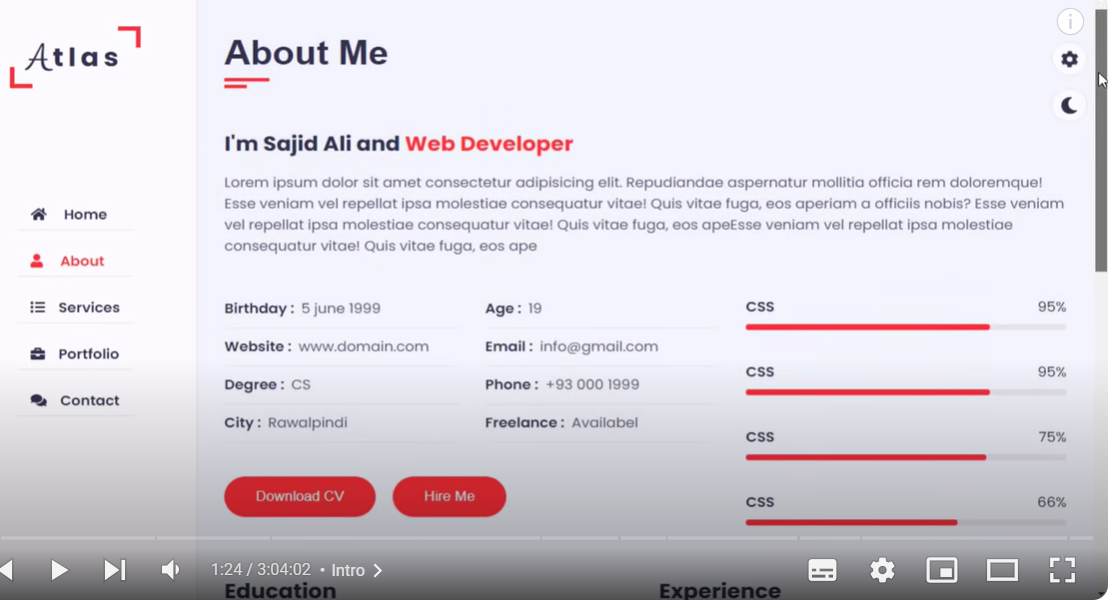 Atlas
About Me
I'm Sajid Ali and Web Developer
Lorem ipsum dolor sit amet consectetur adipisicing elit. Repudiandae aspernatur mollitia officia rem doloremque!
Esse veniam vel repellat ipsa molestiae consequatur vitae! Quis vitae fuga, eos aperiam a officiis nobis? Esse veniam
vel repellat ipsa molestiae consequatur vitae! Quis vitae fuga, eos apeEsse veniam vel repellat ipsa molestiae
consequatur vitae! Quis vitae fuga, eos ape
Home
About
Services
Portfolio
Contact
Birthday : 5 june 1999
Age : 19
Website : www.domain.com
Email : info@gmail.com
Degree : CS
Phone : +93 000 1999
City : Rawalpindi
Freelance : Availabel
CSS 95%
CSS 95%
CSS 75%
CSS 66%
Download CV
Hire Me
1:24 / 3:04:02 • Intro
Education
Experience